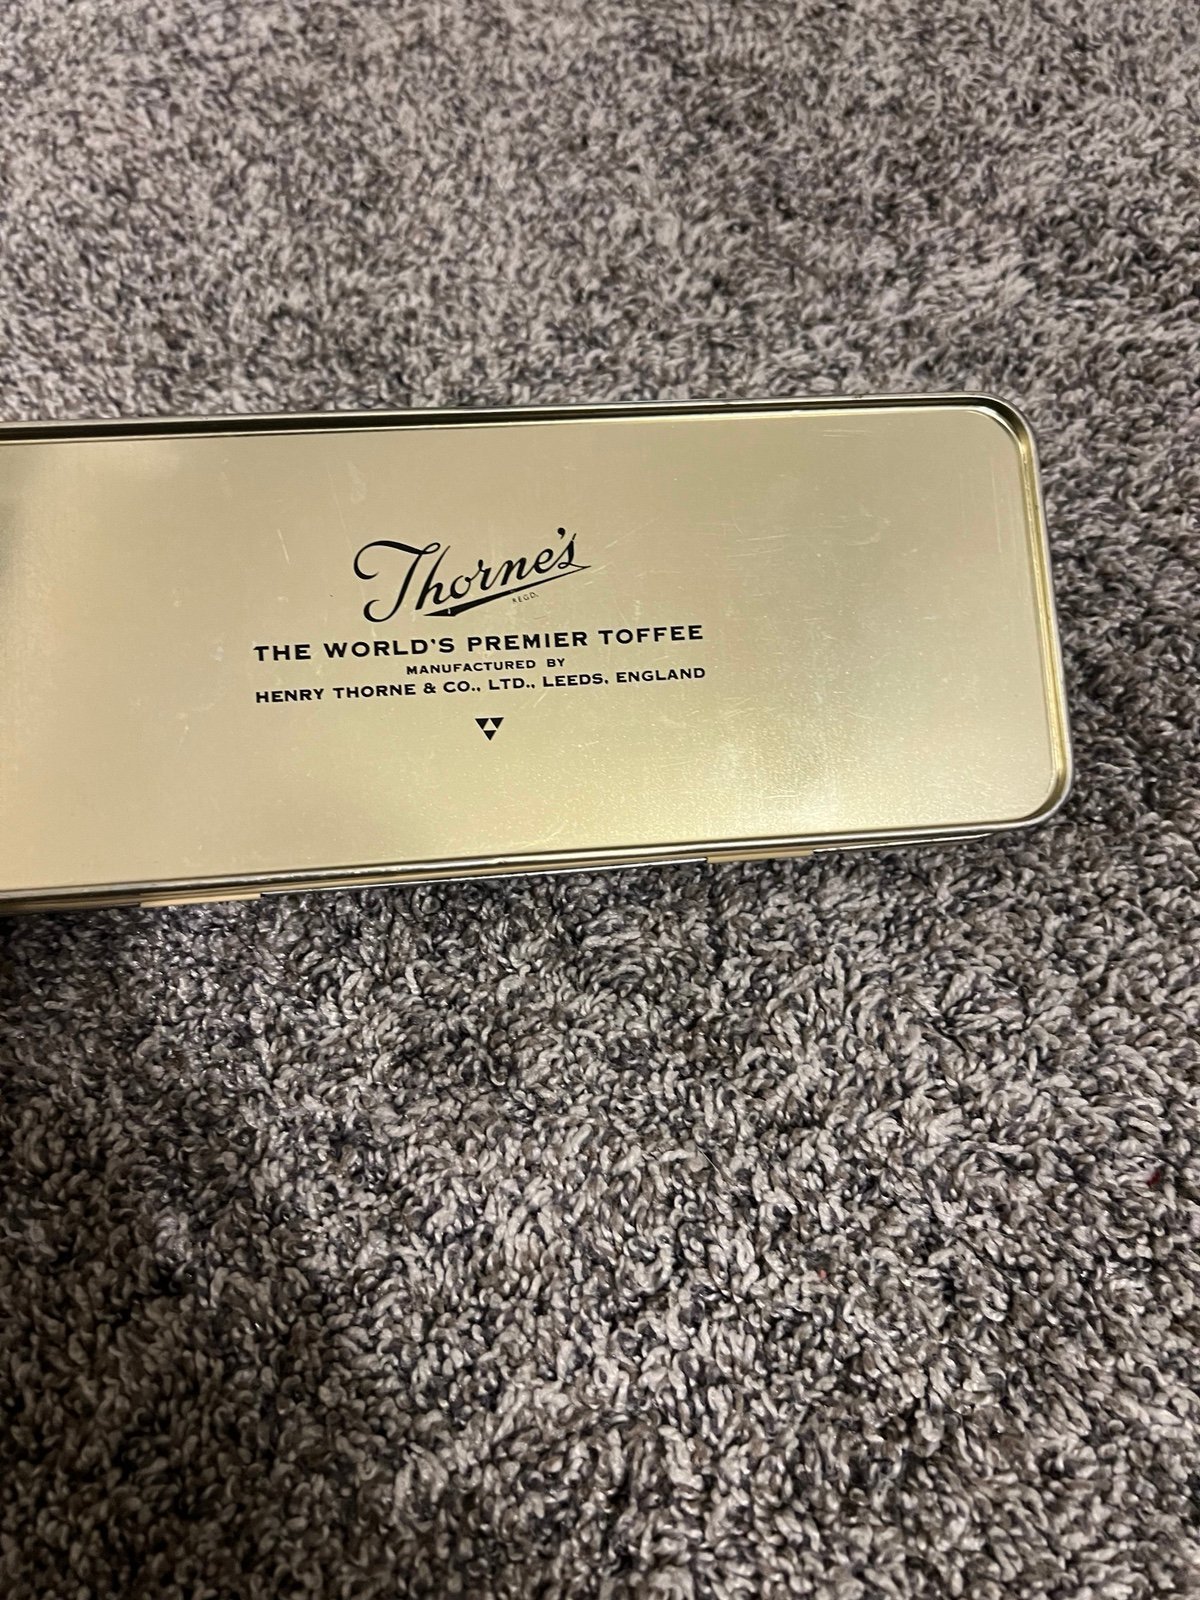 Thorne's
REGD.
THE WORLD'S PREMIER TOFFEE
MANUFACTURED BY
HENRY THORNE & CO., LTD., LEEDS, ENGLAND